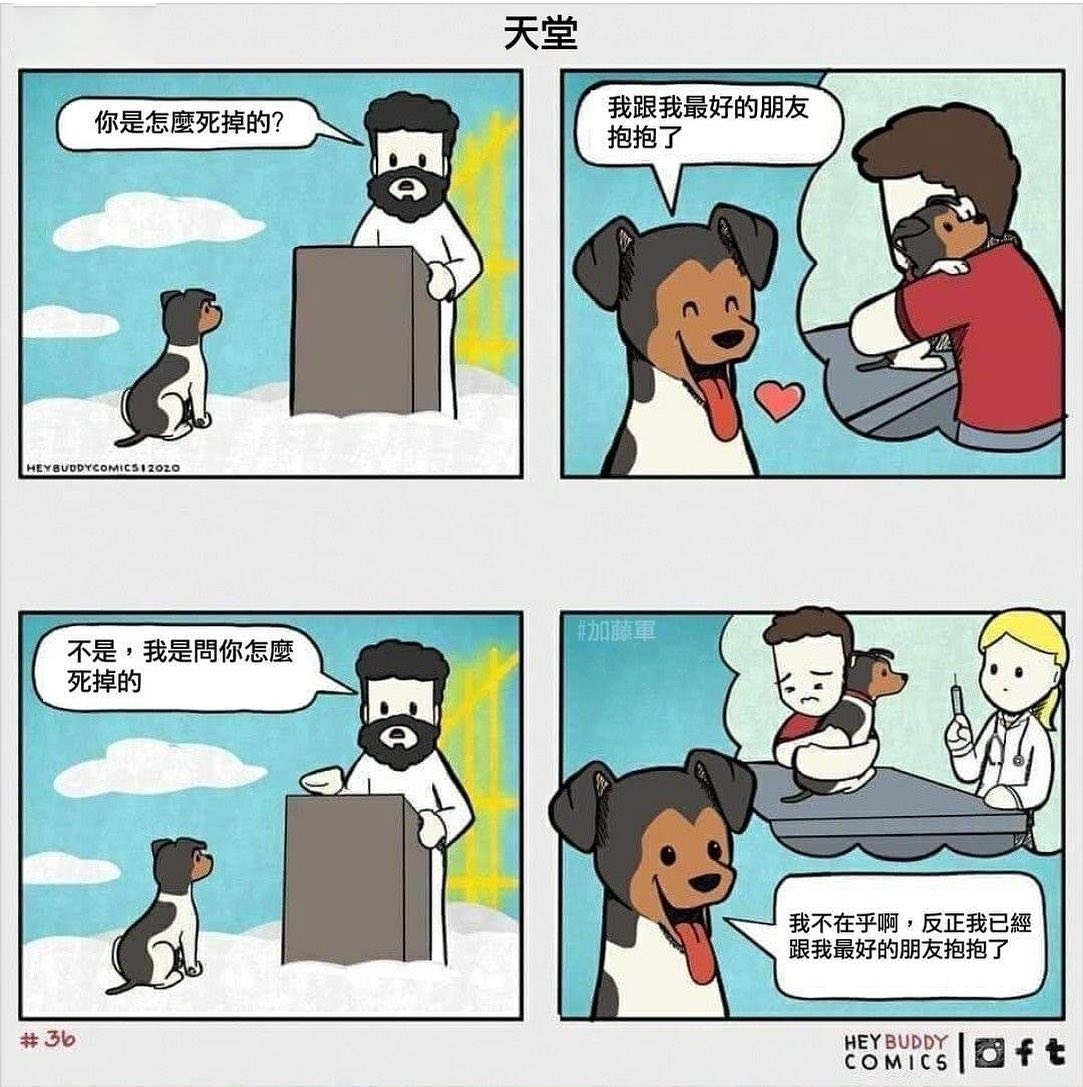 天堂
你是怎麼死掉的?
HEYBUDDYCOMICS|2020
我跟我最好的朋友
抱抱了
不是，我是問你怎麼
死掉的
#加藤軍
我不在乎啊，反正我已經
跟我最好的朋友抱抱了
#36
HEY BUDDY
COMICS